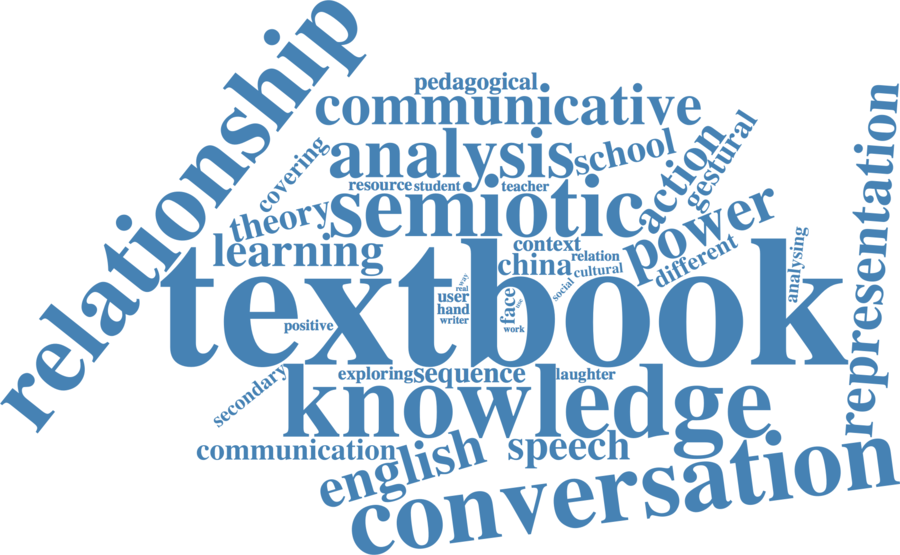 relationship
pedagogical
communicative
covering
analysis
school
action
gestural
representation
resource
student
teacher
theory
semiotic
power
learning
context
china
relation
cultural
different
analysing
textbook
way
real
user
hand
writer
face
use
social
work
positive
secondary
exploring
sequence
laughter
knowledge
communication
english
speech
conversation